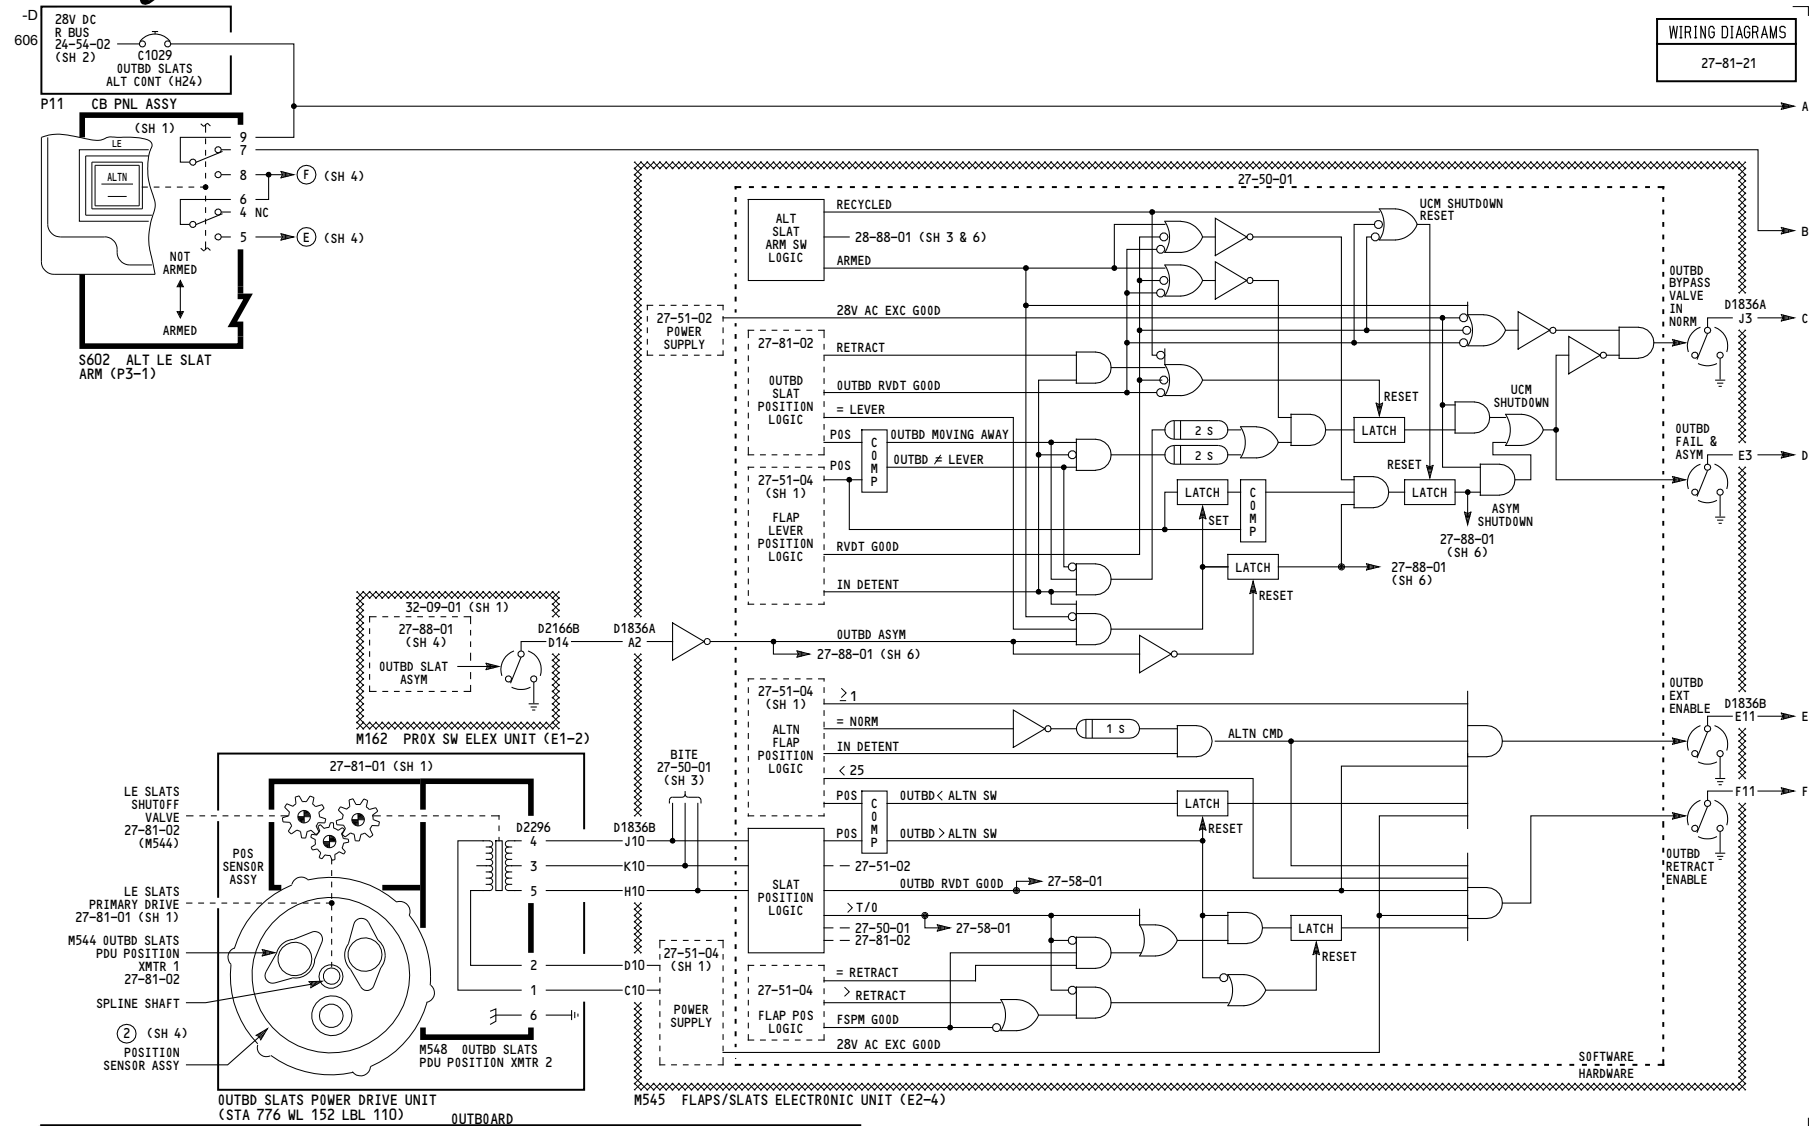 -D
606
28V DC
R BUS
24-54-02
(SH 2)
C1029
OUTBD SLATS
ALT CONT (H24)
P11 CB PNL ASSY
WIRING DIAGRAMS
27-81-21
A
(SH 1)
LE
ALTN
9
7
8
F (SH 4)
6
4 NC
5
E (SH 4)
NOT
ARMED
ARMED
S602 ALT LE SLAT
ARM (P3-1)
B
27-50-01
ALT
SLAT
ARM SW
LOGIC
RECYCLED
28-88-01 (SH 3 & 6)
ARMED
UCM SHUTDOWN
RESET
27-51-02
POWER
SUPPLY
28V AC EXC GOOD
OUTBD
BYPASS
VALVE
IN
NORM
D1836A
J3
C
27-81-02
OUTBD
SLAT
POSITION
LOGIC
RETRACT
OUTBD RVDT GOOD
= LEVER
POS
COMP
OUTBD MOVING AWAY
OUTBD ≠ LEVER
POS
27-51-04
(SH 1)
FLAP
LEVER
POSITION
LOGIC
RVDT GOOD
IN DETENT
2 S
2 S
RESET
LATCH
UCM
SHUTDOWN
RESET
LATCH
LATCH
SET
COMP
ASYM
SHUTDOWN
27-88-01
(SH 6)
LATCH
RESET
27-88-01
(SH 6)
OUTBD
FAIL &
ASYM
E3
D
32-09-01 (SH 1)
27-88-01
(SH 4)
OUTBD SLAT
ASYM
D2166B
D14
D1836A
A2
M162 PROX SW ELEX UNIT (E1-2)
OUTBD ASYM
27-88-01 (SH 6)
27-51-04
(SH 1)
ALTN
FLAP
POSITION
LOGIC
≥1
= NORM
1 S
IN DETENT
ALTN CMD
<25
POS
COMP
OUTBD< ALTN SW
LATCH
RESET
POS
OUTBD>ALTN SW
OUTBD
EXT
ENABLE
D1836B
E11
E
F11
F
OUTBD
RETRACT
ENABLE
BITE
27-50-01
(SH 3)
27-81-01 (SH 1)
LE SLATS
SHUTOFF
VALVE
27-81-02
(M544)
POS
SENSOR
ASSY
LE SLATS
PRIMARY DRIVE
27-81-01 (SH 1)
M544 OUTBD SLATS
PDU POSITION
XMTR 1
27-81-02
SPLINE SHAFT
2 (SH 4)
POSITION
SENSOR ASSY
D2296
4
3
5
2
1
6
D1836B
J10
K10
H10
D10
C10
M548 OUTBD SLATS
PDU POSITION XMTR 2
OUTBD SLATS POWER DRIVE UNIT
(STA 776 WL 152 LBL 110)
OUTBOARD
SLAT
POSITION
LOGIC
27-51-02
OUTBD RVDT GOOD
27-58-01
>T/O
27-50-01
27-81-02
27-58-01
LATCH
RESET
27-51-04
(SH 1)
POWER
SUPPLY
27-51-04
FLAP POS
LOGIC
= RETRACT
> RETRACT
FSPM GOOD
28V AC EXC GOOD
SOFTWARE
HARDWARE
M545 FLAPS/SLATS ELECTRONIC UNIT (E2-4)